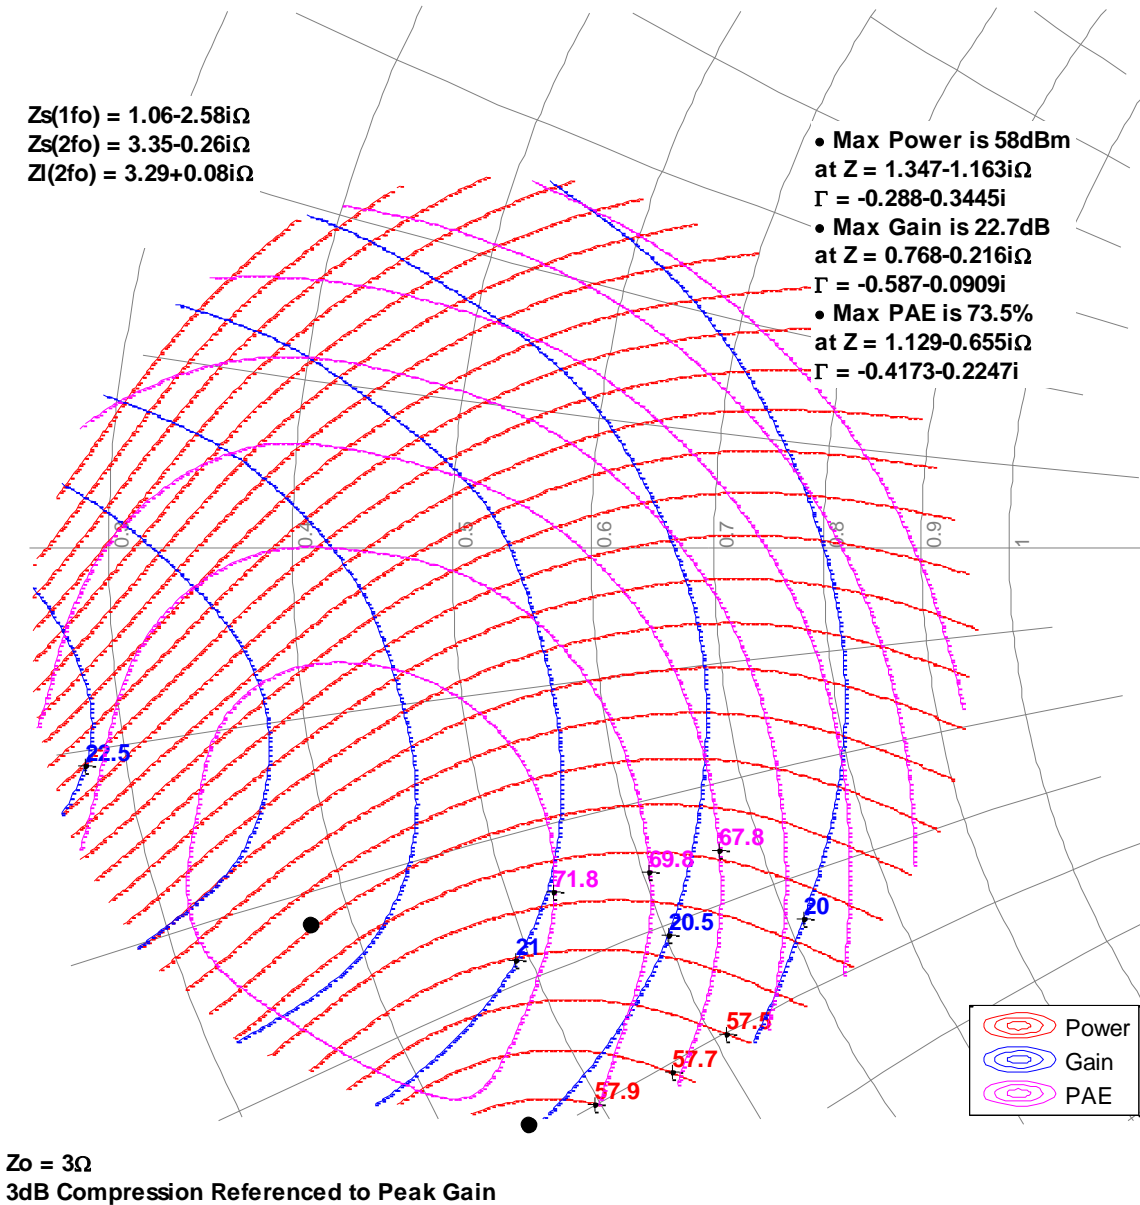 Zs(1fo) = 1.06-2.58iΩ
Zs(2fo) = 3.35-0.26iΩ
Zl(2fo) = 3.29+0.08iΩ
• Max Power is 58dBm
at Z = 1.347-1.163iΩ
Γ = -0.288-0.3445i
• Max Gain is 22.7dB
at Z = 0.768-0.216iΩ
Γ = -0.587-0.0909i
• Max PAE is 73.5%
at Z = 1.129-0.655iΩ
Γ = -0.4173-0.2247i
0.3
0.4
0.5
0.6
0.7
0.8
0.9
1
22.5
67.8
69.8
71.8
20
20.5
21
57.5
57.7
57.9
Power
Gain
PAE
Zo = 3Ω
3dB Compression Referenced to Peak Gain